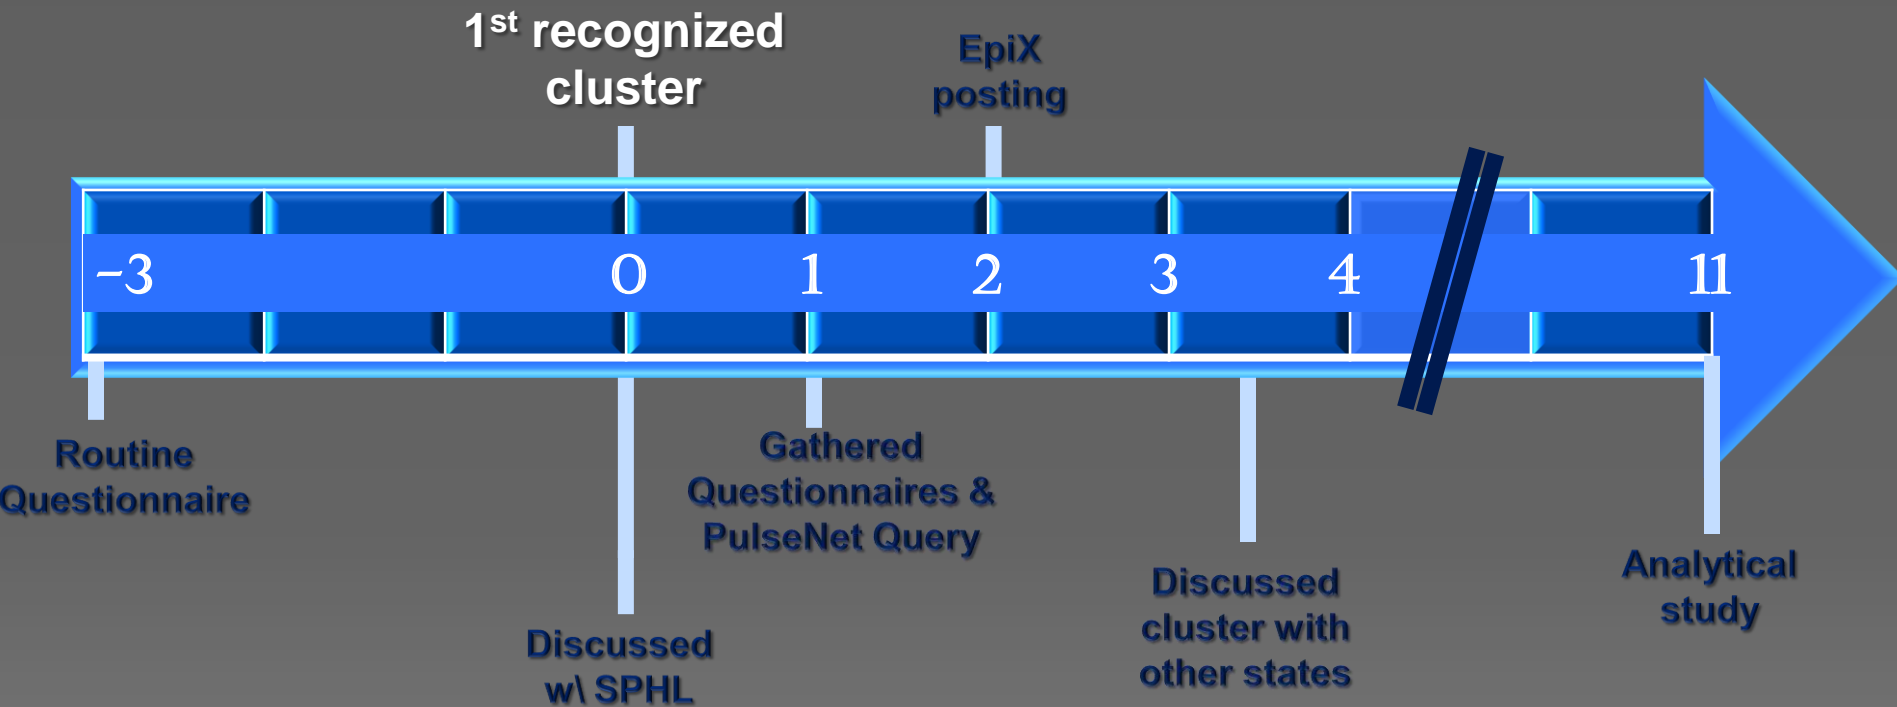 1st recognized
cluster
EpiX
posting
-3 0 1 2 3 4 11
Routine
Questionnaire
Gathered
Questionnaires &
PulseNet Query
Discussed
w\ SPHL
Discussed
cluster with
other states
Analytical
study